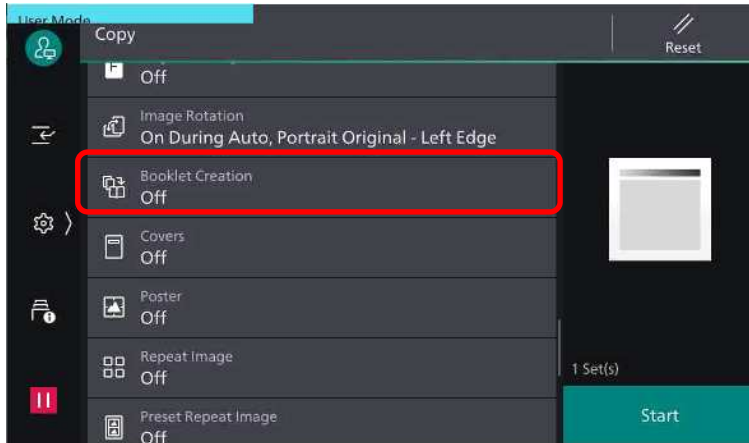 User Mode
Copy
Reset
Off
Image Rotation
On During Auto, Portrait Original - Left Edge
Booklet Creation
Off
Covers
Off
Poster
Off
Repeat Image
Off
1 Set(s)
Preset Repeat Image
Off
Start